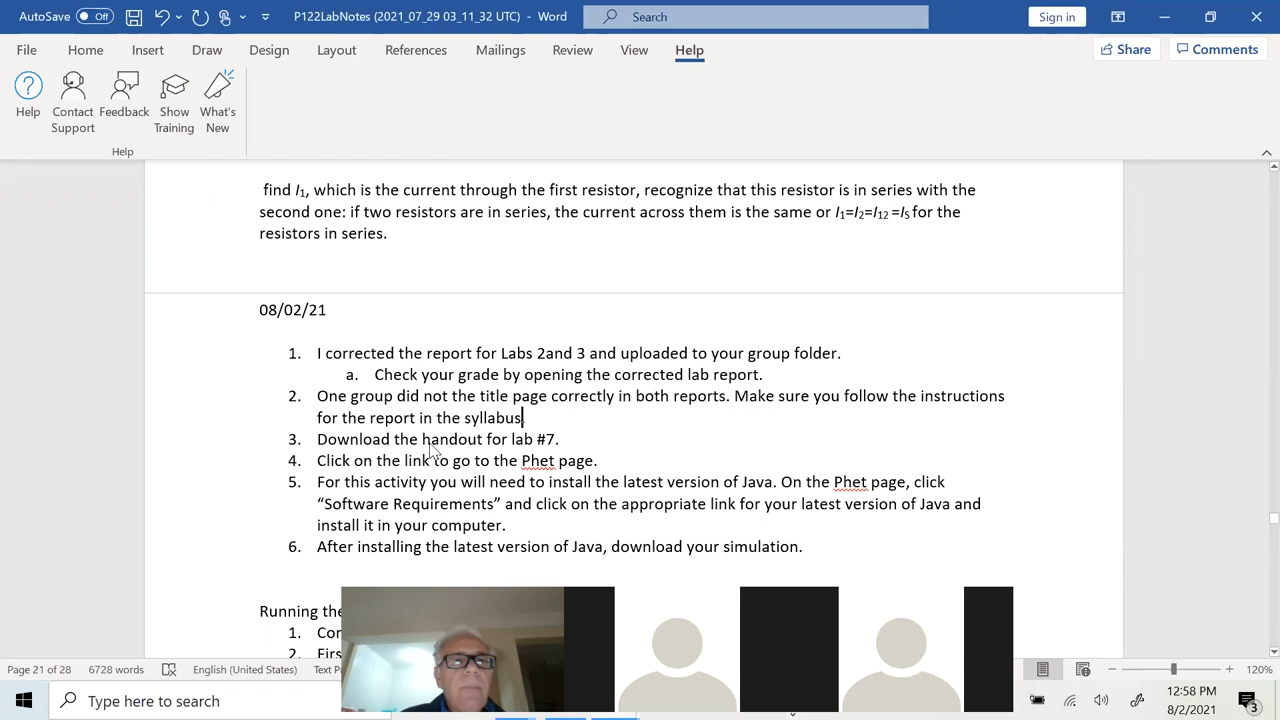 AutoSave Off P122LabNotes (2021_07_29 03_11_32 UTC) - Word Search Sign in
File Home Insert Draw Design Layout References Mailings Review View Help Share Comments
Help Contact Support Feedback Show Training What's New
Help
find I1, which is the current through the first resistor, recognize that this resistor is in series with the
second one: if two resistors are in series, the current across them is the same or I1=I2=I12 =IS for the
resistors in series.
08/02/21
1. I corrected the report for Labs 2and 3 and uploaded to your group folder.
a. Check your grade by opening the corrected lab report.
2. One group did not the title page correctly in both reports. Make sure you follow the instructions
for the report in the syllabus.
3. Download the handout for lab #7.
4. Click on the link to go to the Phet page.
5. For this activity you will need to install the latest version of Java. On the Phet page, click
“Software Requirements” and click on the appropriate link for your latest version of Java and
install it in your computer.
6. After installing the latest version of Java, download your simulation.
Running the
1. Cor
2. Firs
Page 21 of 28 6728 words English (United States) Text P 120%
Type here to search 12:58 PM
8/2/2021 3